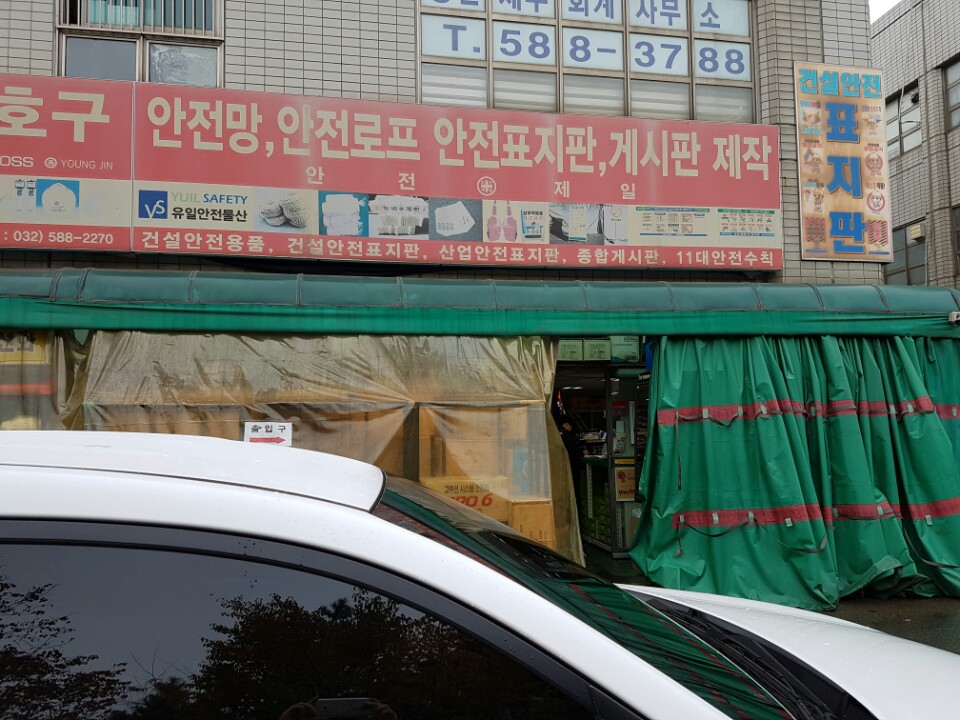 회계 사무소
T. 588-3788
호구
안전망,안전로프 안전표지판,게시판 제작
안 전 제 일
OSS YOUNG JIN
YUIL SAFETY
VS 유일안전물산
: 032) 588-2270
건설안전용품, 건설안전표지판, 산업안전표지판, 종합게시판, 11대안전수칙
건설안전
표지판
출입구